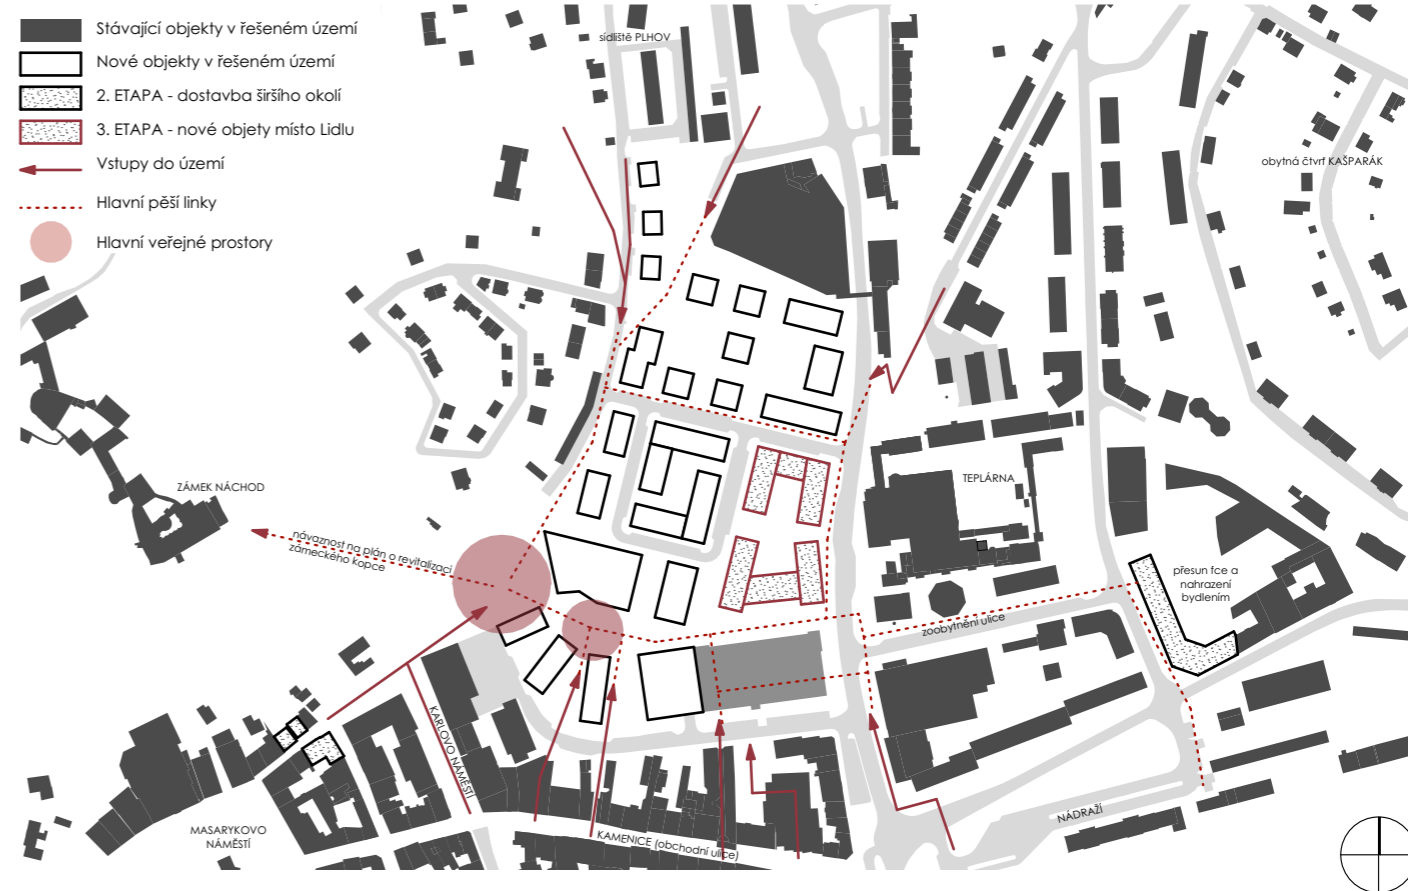 Stávající objekty v řešeném území
Nové objekty v řešeném území
2. ETAPA - dostavba širšího okolí
3. ETAPA - nové objety místo Lidlu
Vstupy do území
Hlavní pěší linky
Hlavní veřejné prostory
sídliště PLHOV
obytná čtvrť KAŠPARÁK
ZÁMEK NÁCHOD
TEPLÁRNA
návaznost na plán o revitalizaci
zámeckého kopce
přesun fce a
nahrazení
bydlením
zoobytnění ulice
KARLOVO NÁMĚSTÍ
MASARYKOVO
NÁMĚSTÍ
KAMENICE (obchodní ulice)
NÁDRAŽÍ